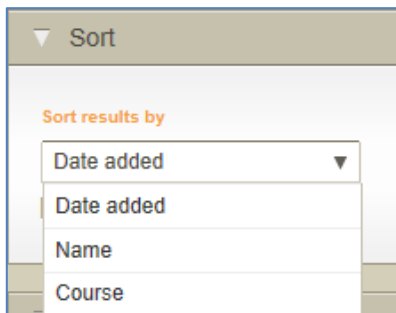 Sort
Sort results by
Date added
Date added
Name
Course